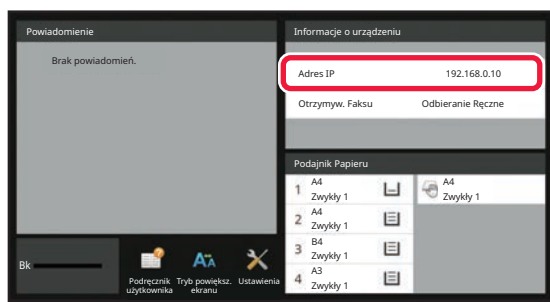 Powiadomienie
Brak powiadomień.
Informacje o urządzeniu
Adres IP 192.168.0.10
Otrzymyw. Faksu Odbieranie Ręczne
Podajnik Papieru
1 A4
Zwykły 1
A4
Zwykły 1
2 A4
Zwykły 1
3 B4
Zwykły 1
4 A3
Zwykły 1
Bk
Podręcznik
użytkownika
Tryb powiększ.
ekranu
Ustawienia